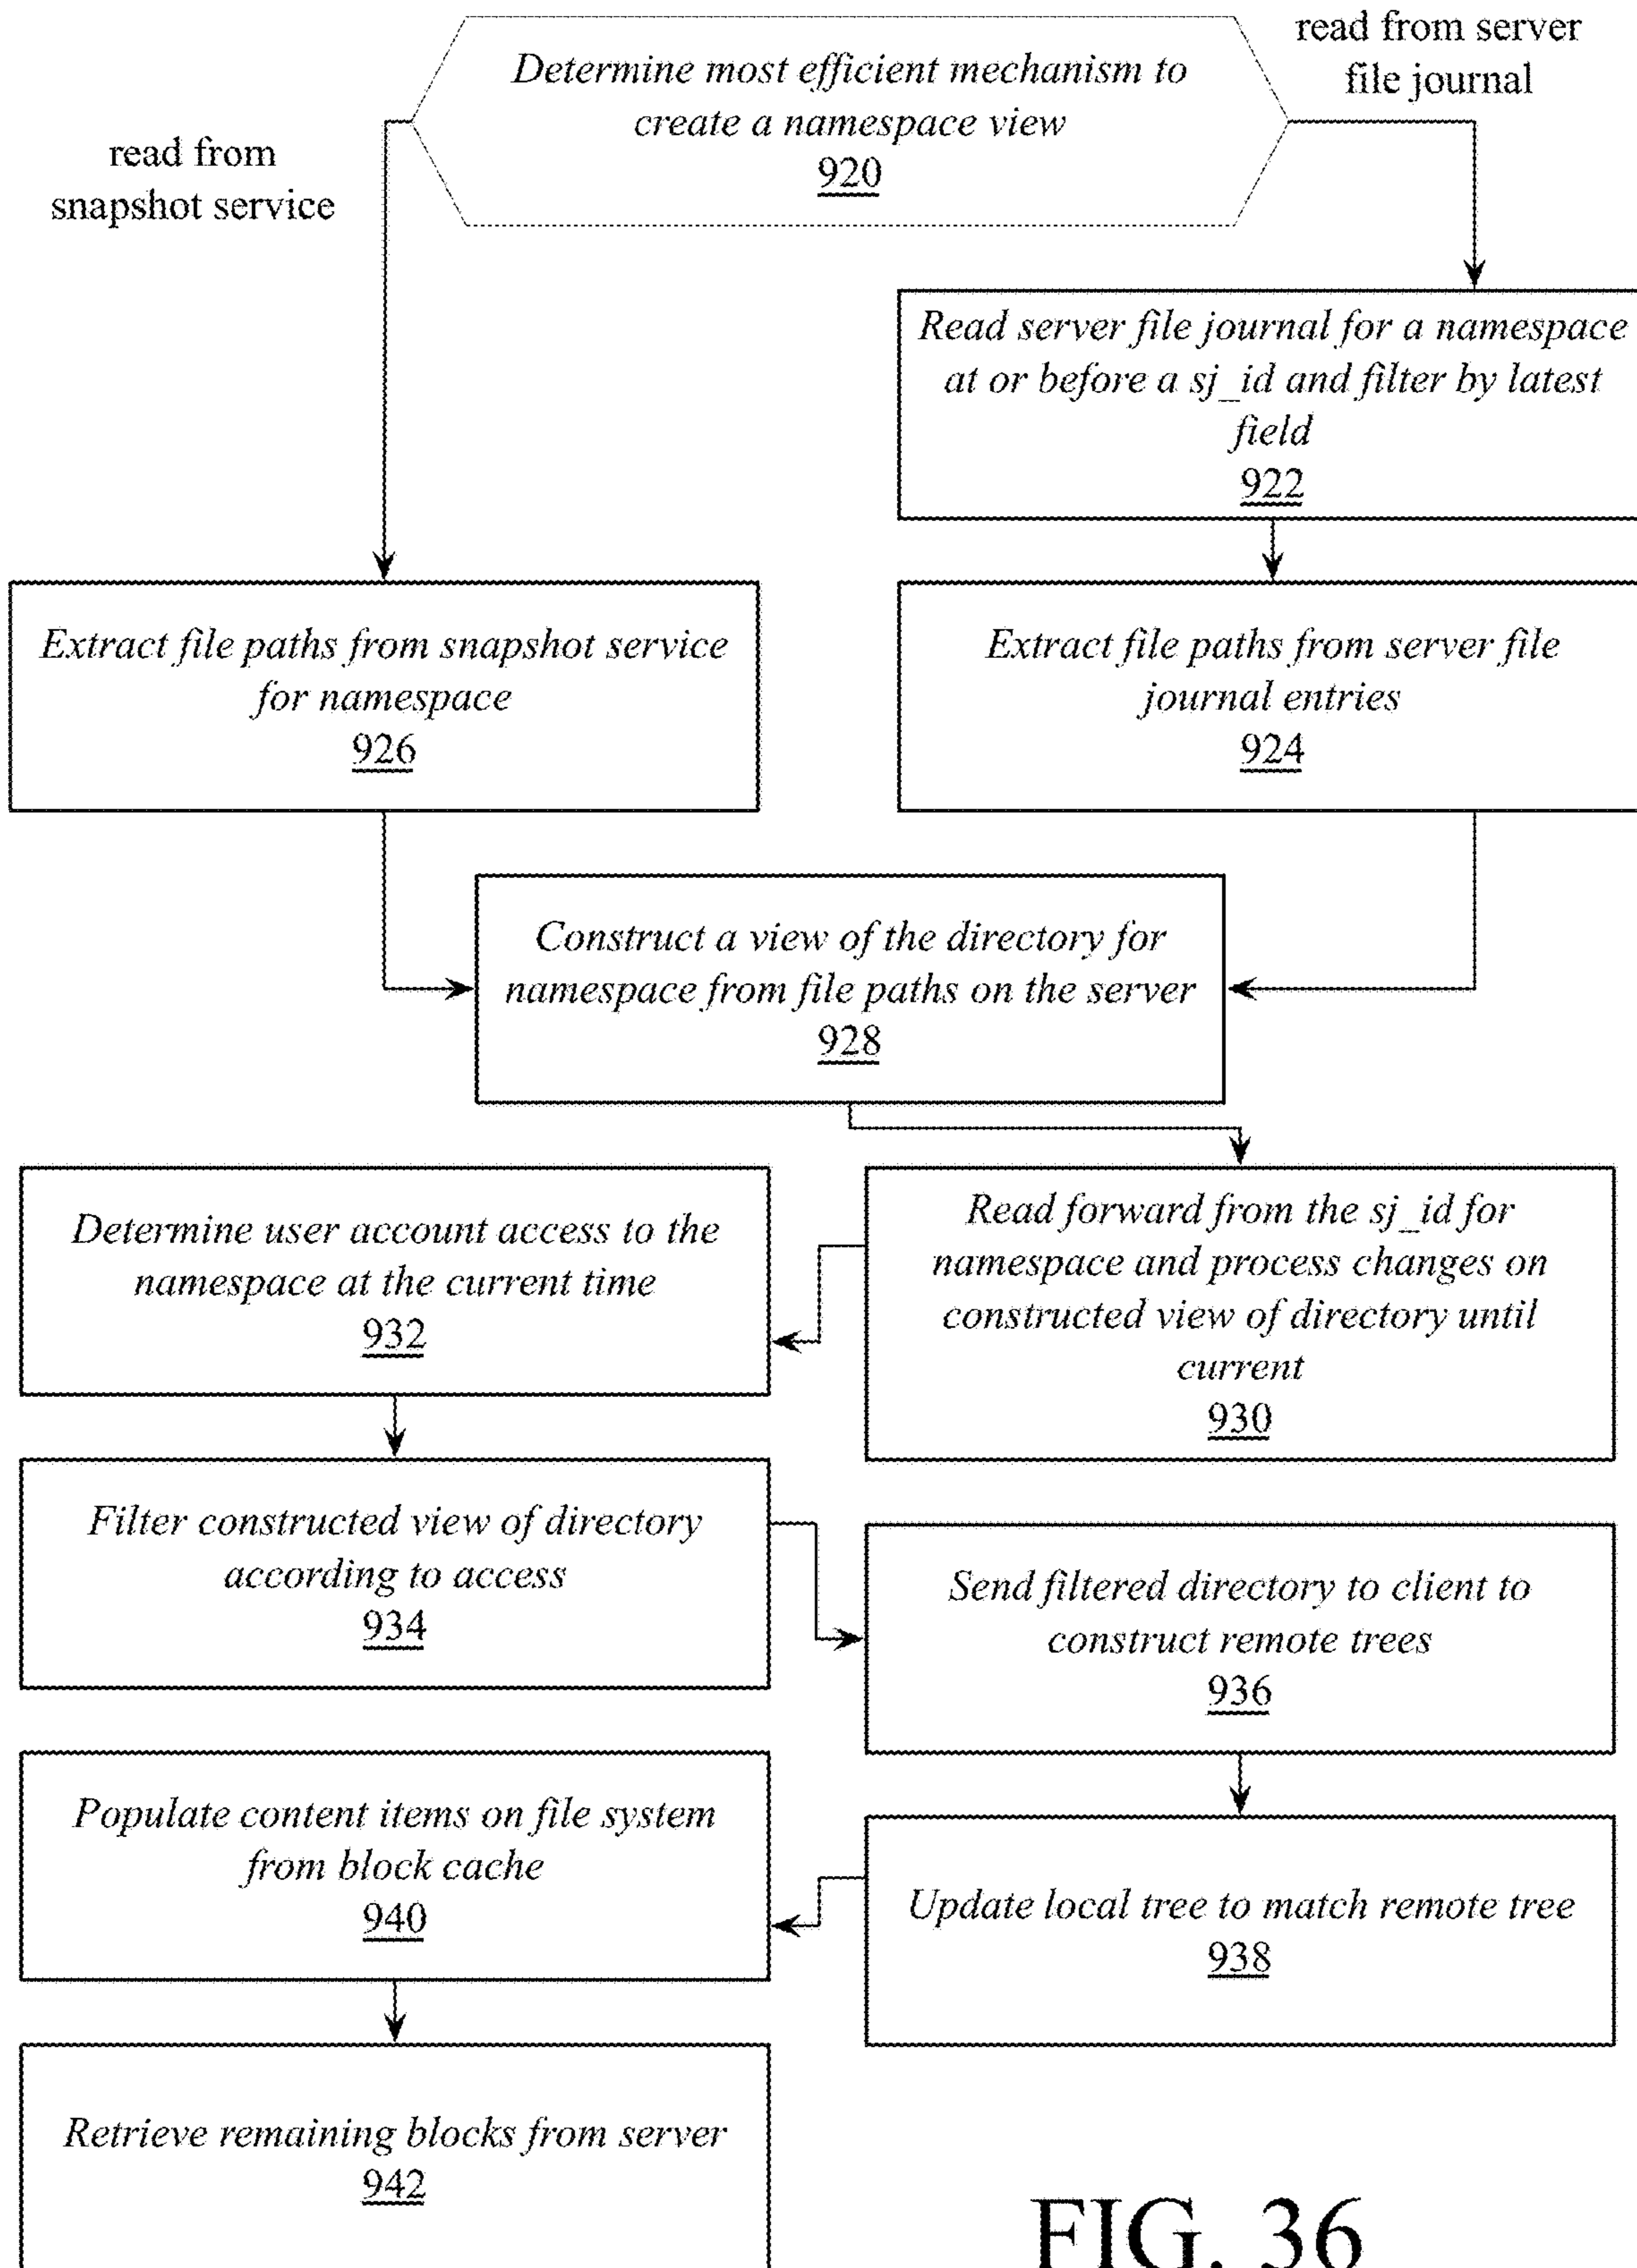 read from server
file journal
Determine most efficient mechanism to
create a namespace view
920
read from
snapshot service
Read server file journal for a namespace
at or before a sj_id and filter by latest
field
922
Extract file paths from snapshot service
for namespace
926
Extract file paths from server file
journal entries
924
Construct a view of the directory for
namespace from file paths on the server
928
Determine user account access to the
namespace at the current time
932
Read forward from the sj_id for
namespace and process changes on
constructed view of directory until
current
930
Filter constructed view of directory
according to access
934
Send filtered directory to client to
construct remote trees
936
Populate content items on file system
from block cache
940
Update local tree to match remote tree
938
Retrieve remaining blocks from server
942
FIG. 36